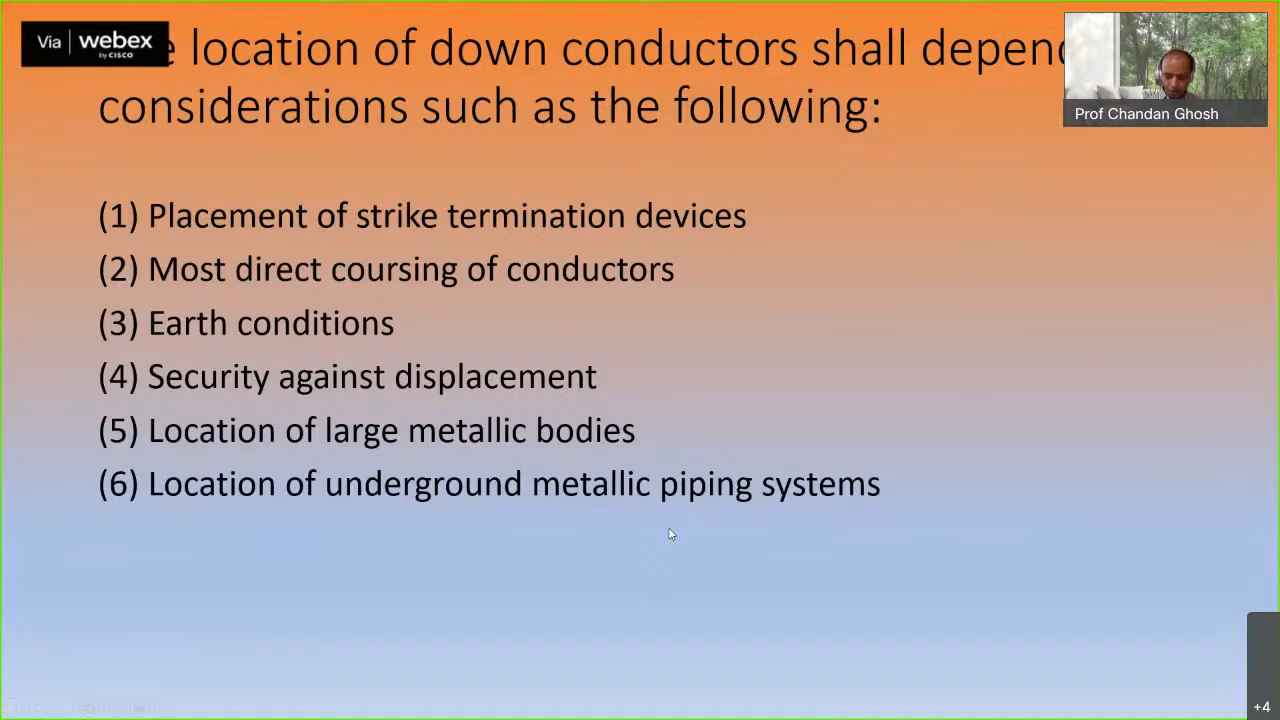 Via webex
by CISCO
location of down conductors shall depend
considerations such as the following:
Prof Chandan Ghosh
(1) Placement of strike termination devices
(2) Most direct coursing of conductors
(3) Earth conditions
(4) Security against displacement
(5) Location of large metallic bodies
(6) Location of underground metallic piping systems
+4